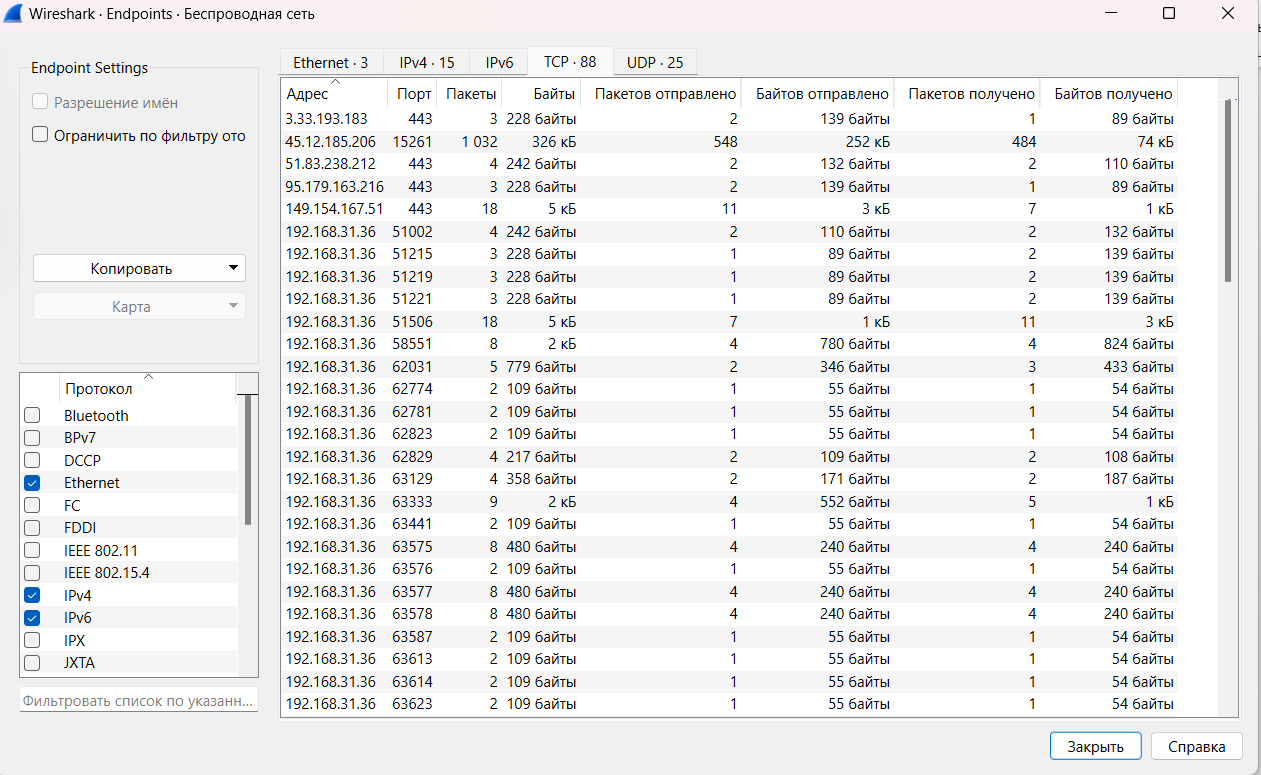 Wireshark · Endpoints · Беспроводная сеть
Endpoint Settings
Разрешение имён
Ограничить по фильтру ото
Копировать
Карта
Протокол
Bluetooth
BPv7
DCCP
Ethernet
FC
FDDI
IEEE 802.11
IEEE 802.15.4
IPv4
IPv6
IPX
JXTA
Фильтровать список по указанн...
Ethernet · 3 IPv4 · 15 IPv6 TCP · 88 UDP · 25
Адрес Порт Пакеты Байты Пакетов отправлено Байтов отправлено Пакетов получено Байтов получено
3.33.193.183 443 3 228 байты 2 139 байты 1 89 байты
45.12.185.206 15261 1 032 326 кБ 548 252 кБ 484 74 кБ
51.83.238.212 443 4 242 байты 2 132 байты 2 110 байты
95.179.163.216 443 3 228 байты 2 139 байты 1 89 байты
149.154.167.51 443 18 5 кБ 11 3 кБ 7 1 кБ
192.168.31.36 51002 4 242 байты 2 110 байты 2 132 байты
192.168.31.36 51215 3 228 байты 1 89 байты 2 139 байты
192.168.31.36 51219 3 228 байты 1 89 байты 2 139 байты
192.168.31.36 51221 3 228 байты 1 89 байты 2 139 байты
192.168.31.36 51506 18 5 кБ 7 1 кБ 11 3 кБ
192.168.31.36 58551 8 2 кБ 4 780 байты 4 824 байты
192.168.31.36 62031 5 779 байты 2 346 байты 3 433 байты
192.168.31.36 62774 2 109 байты 1 55 байты 1 54 байты
192.168.31.36 62781 2 109 байты 1 55 байты 1 54 байты
192.168.31.36 62823 2 109 байты 1 55 байты 1 54 байты
192.168.31.36 62829 4 217 байты 2 109 байты 2 108 байты
192.168.31.36 63129 4 358 байты 2 171 байты 2 187 байты
192.168.31.36 63333 9 2 кБ 4 552 байты 5 1 кБ
192.168.31.36 63441 2 109 байты 1 55 байты 1 54 байты
192.168.31.36 63575 8 480 байты 4 240 байты 4 240 байты
192.168.31.36 63576 2 109 байты 1 55 байты 1 54 байты
192.168.31.36 63577 8 480 байты 4 240 байты 4 240 байты
192.168.31.36 63578 8 480 байты 4 240 байты 4 240 байты
192.168.31.36 63587 2 109 байты 1 55 байты 1 54 байты
192.168.31.36 63613 2 109 байты 1 55 байты 1 54 байты
192.168.31.36 63614 2 109 байты 1 55 байты 1 54 байты
192.168.31.36 63623 2 109 байты 1 55 байты 1 54 байты
Закрыть Справка